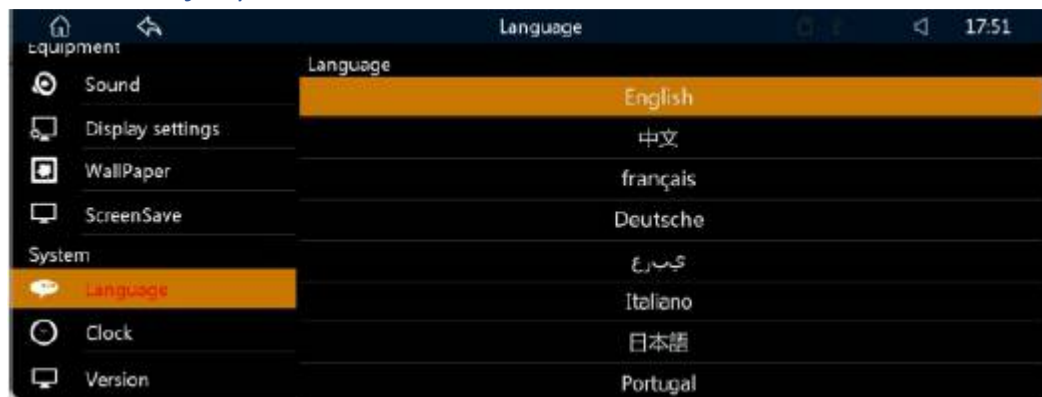 Language 17:51
Equipment
Sound
Display settings
WallPaper
ScreenSave
System
Language
Clock
Version
Language
English
中文
français
Deutsche
يبرع
Italiano
日本語
Portugal